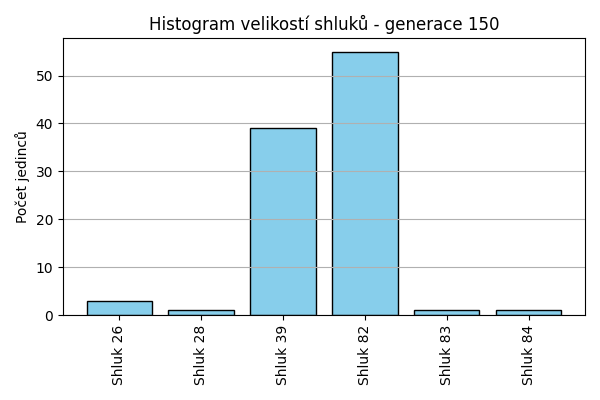 Histogram velikostí shluků - generace 150
Počet jedinců
50
40
30
20
10
0
Shluk 26
Shluk 28
Shluk 39
Shluk 82
Shluk 83
Shluk 84